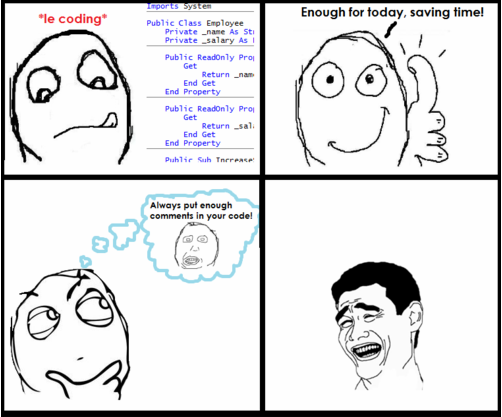 *le coding*
Imports System
Public Class Employee
Private _name As
Private _salary As
Public ReadOnly
Get
Return
End Get
End Property
Public ReadOnly
Get
Return
End Get
End Property
Public Sub
Enough for today, saving time!
Always put enough
comments in your code!